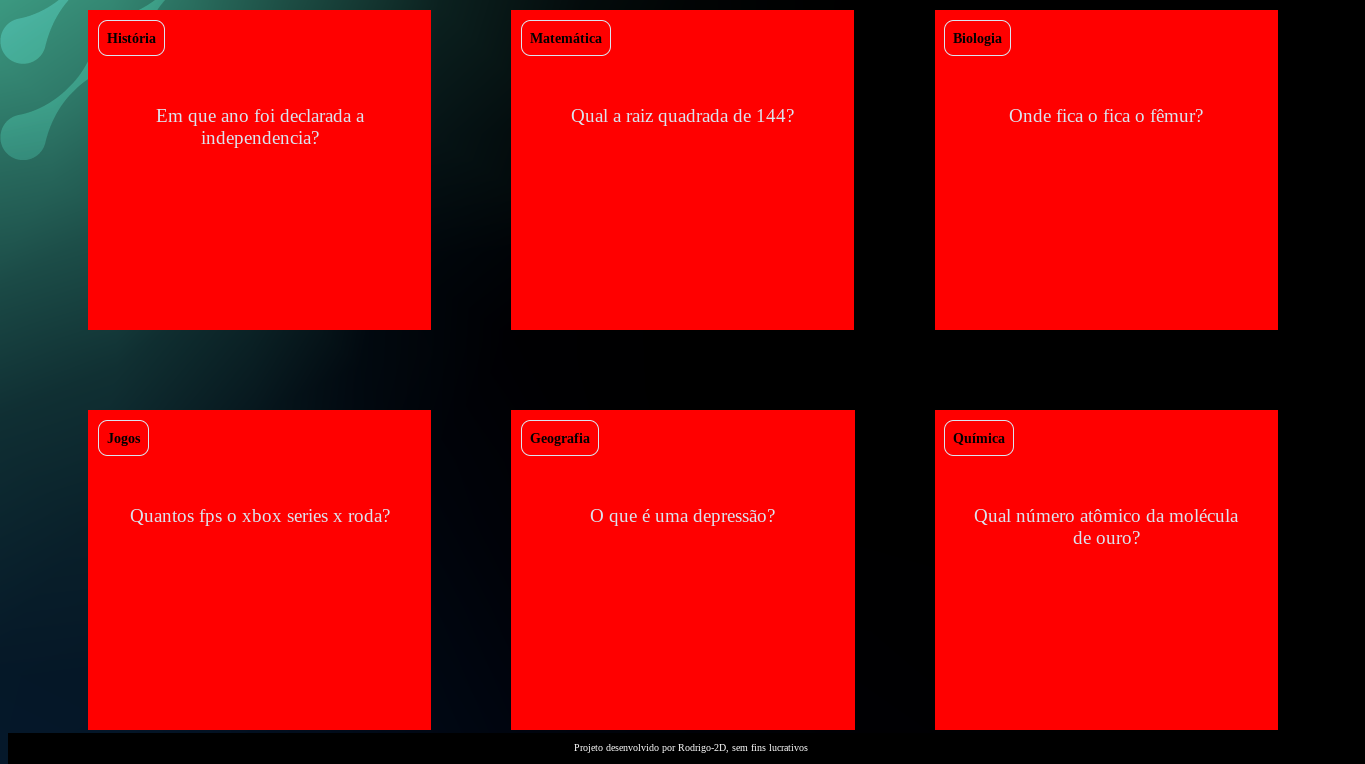 História
Em que ano foi declarada a
independencia?
Matemática
Qual a raiz quadrada de 144?
Biologia
Onde fica o fica o fêmur?
Jogos
Quantos fps o xbox series x roda?
Geografia
O que é uma depressão?
Química
Qual número atômico da molécula
de ouro?
Projeto desenvolvido por Rodrigo-2D, sem fins lucrativos